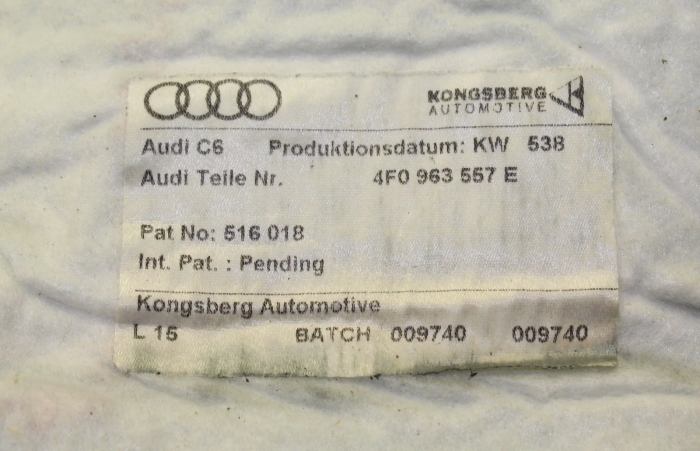 KONGSBERG
AUTOMOTIVE
Audi C6 Produktionsdatum: KW 538
Audi Teile Nr. 4F0 963 557 E
Pat No: 516 018
Int. Pat. : Pending
Kongsberg Automotive
L 15 BATCH 009740 009740